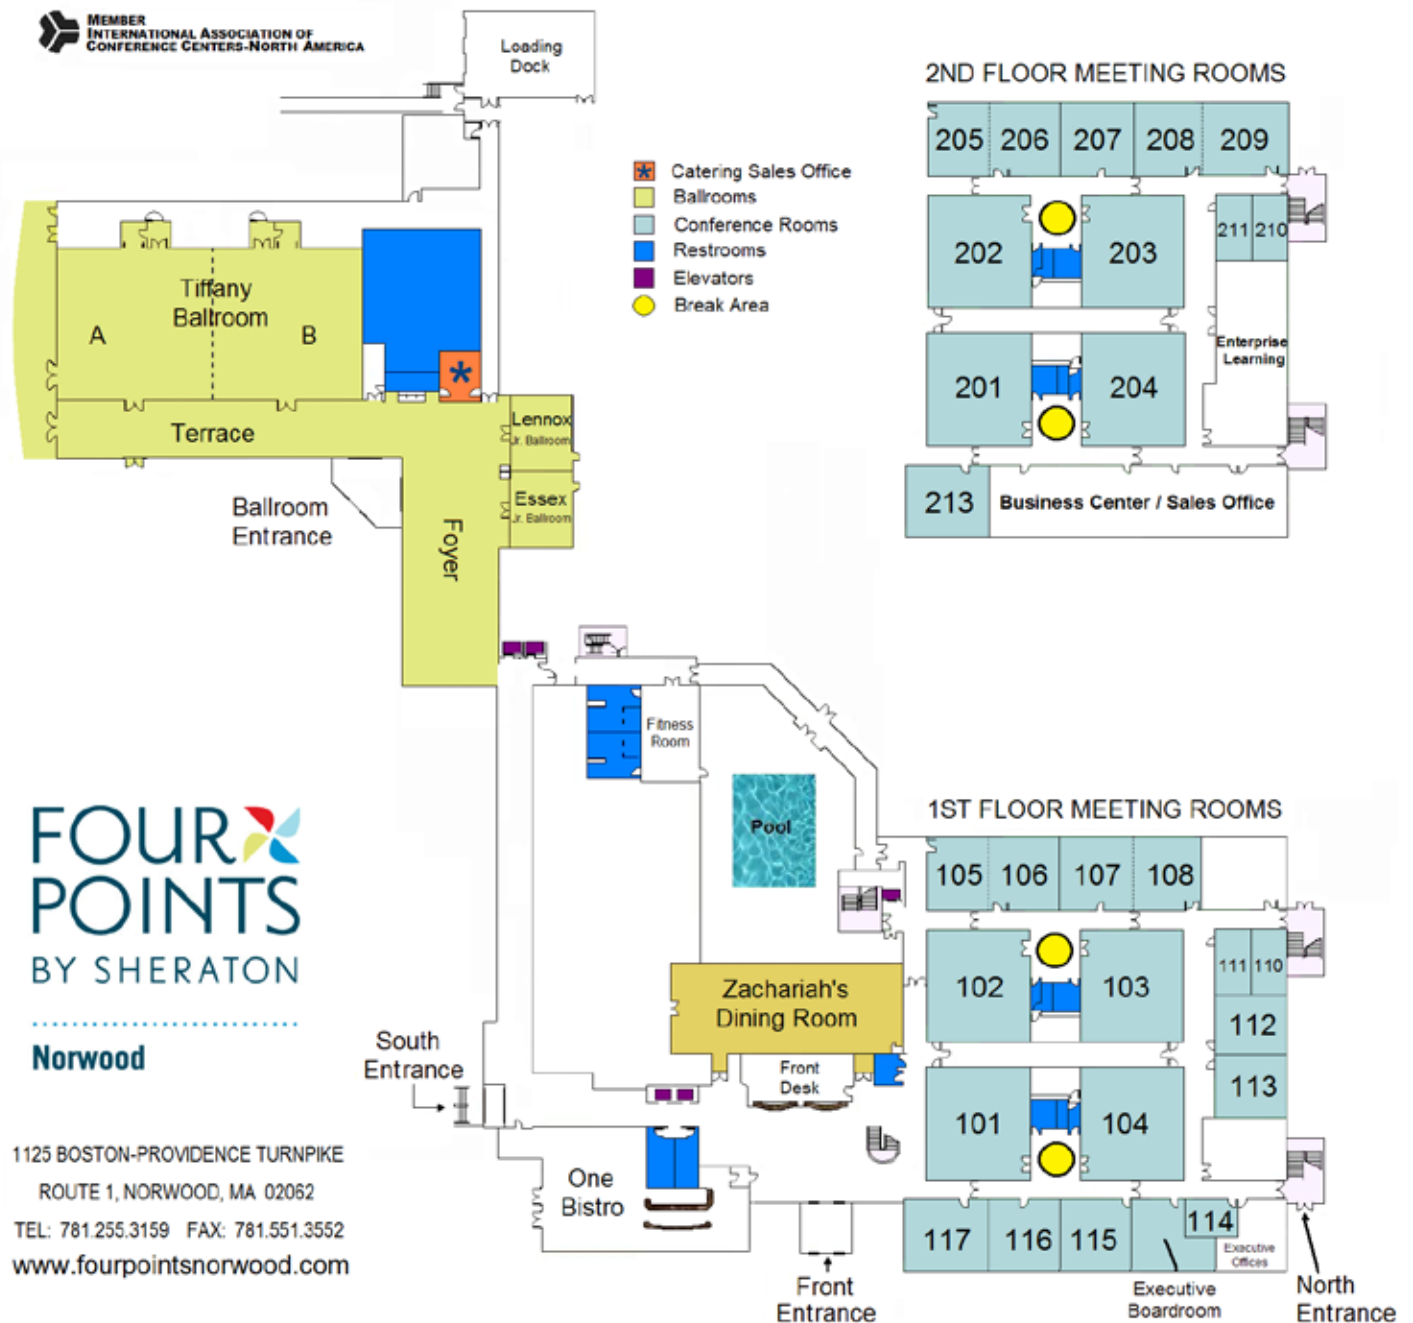 MEMBER
INTERNATIONAL ASSOCIATION OF
CONFERENCE CENTERS-NORTH AMERICA
Loading
Dock
Catering Sales Office
Ballrooms
Conference Rooms
Restrooms
Elevators
Break Area
2ND FLOOR MEETING ROOMS
205 206 207 208 209
202 203 211 210
201 204
Enterprise
Learning
213 Business Center / Sales Office
Tiffany
Ballroom
A B
Terrace
Lennox
Jr. Ballroom
Essex
Jr. Ballroom
Foyer
Ballroom
Entrance
Fitness
Room
Pool
FOUR
POINTS
BY SHERATON
Norwood
1125 BOSTON-PROVIDENCE TURNPIKE
ROUTE 1, NORWOOD, MA 02062
TEL: 781.255.3159 FAX: 781.551.3552
www.fourpointsnorwood.com
South
Entrance
Zachariah's
Dining Room
Front
Desk
One
Bistro
Front
Entrance
1ST FLOOR MEETING ROOMS
105 106 107 108
102 103 111 110
112
113
101 104
117 116 115 114
Executive
Offices
Executive
Boardroom
North
Entrance